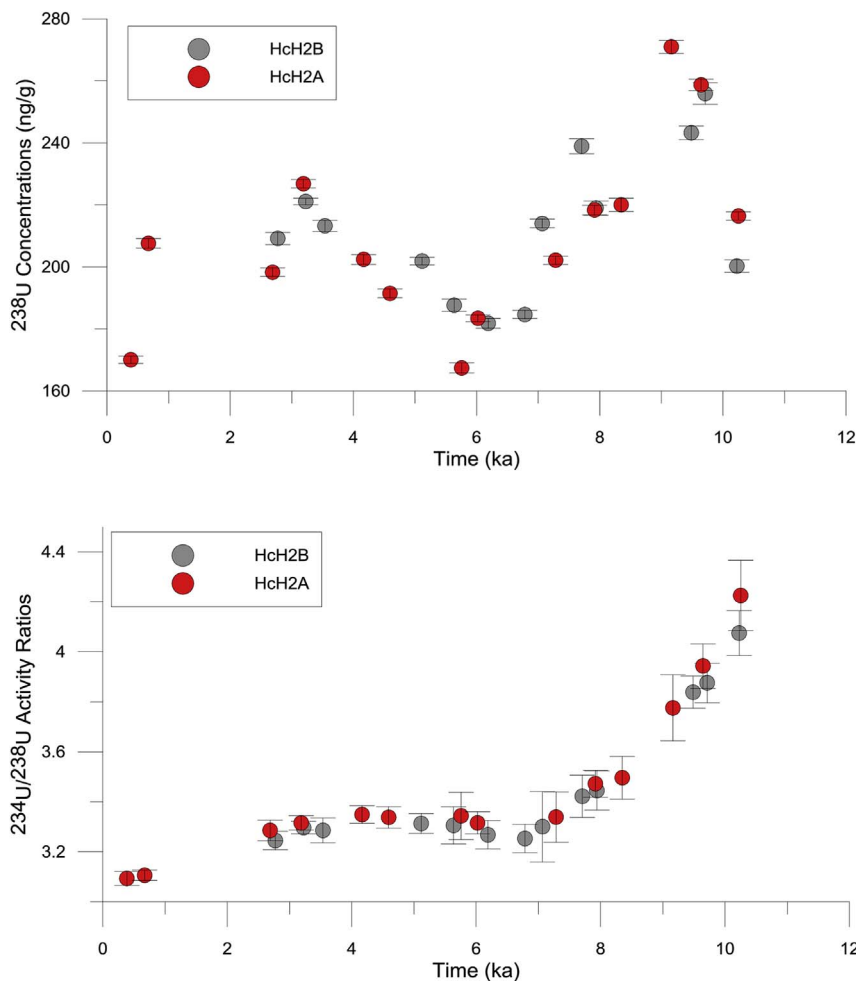 280
240
200
160
238U Concentrations (ng/g)
HcH2B
HcH2A
0 2 4 6 8 10 12
Time (ka)
4.4
4
3.6
3.2
234U/238U Activity Ratios
HcH2B
HcH2A
0 2 4 6 8 10 12
Time (ka)